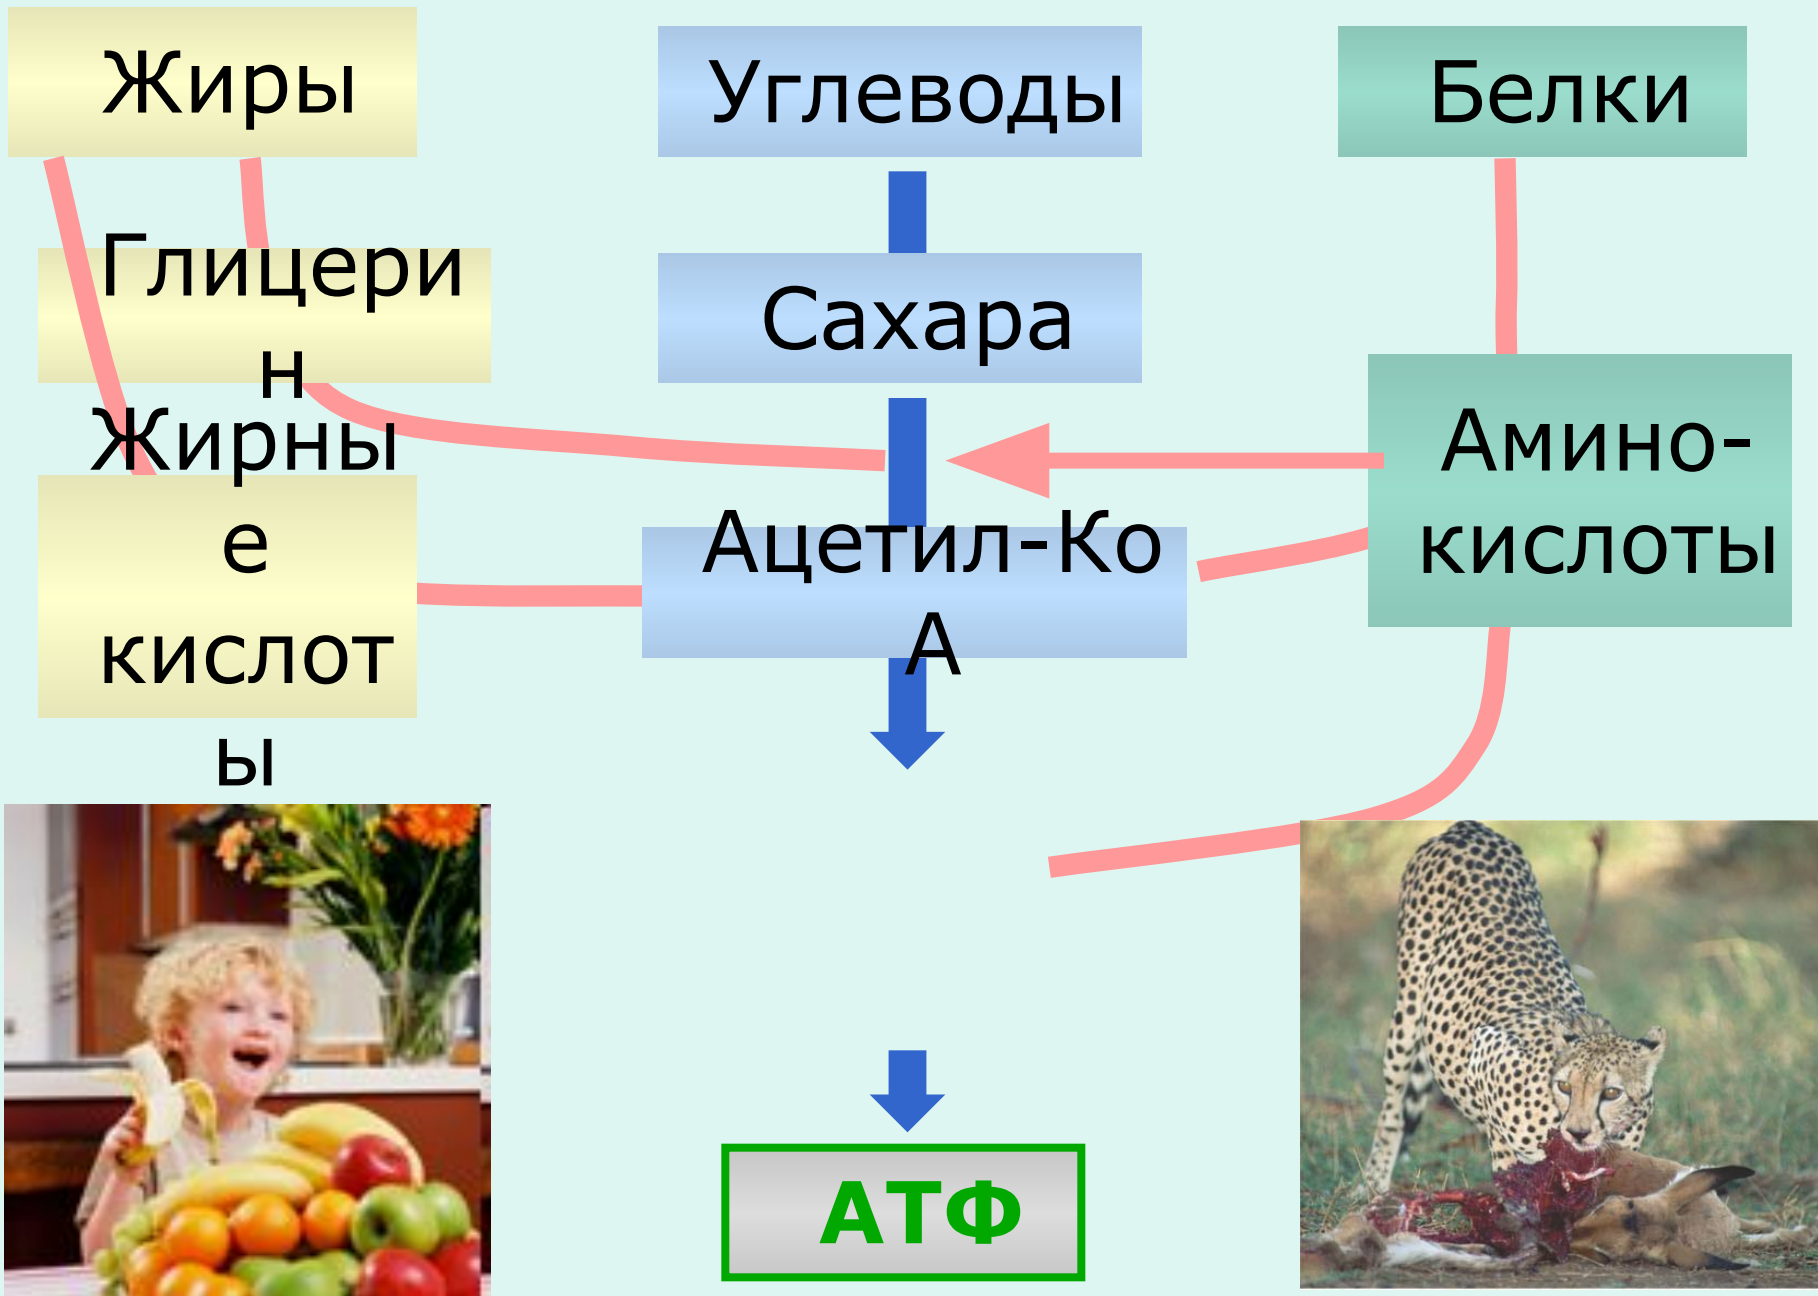 Жиры
Углеводы
Белки
Глицери
н
Сахара
Жирны
е
кислот
ы
Амино-
кислоты
Ацетил-Ко
А
АТФ